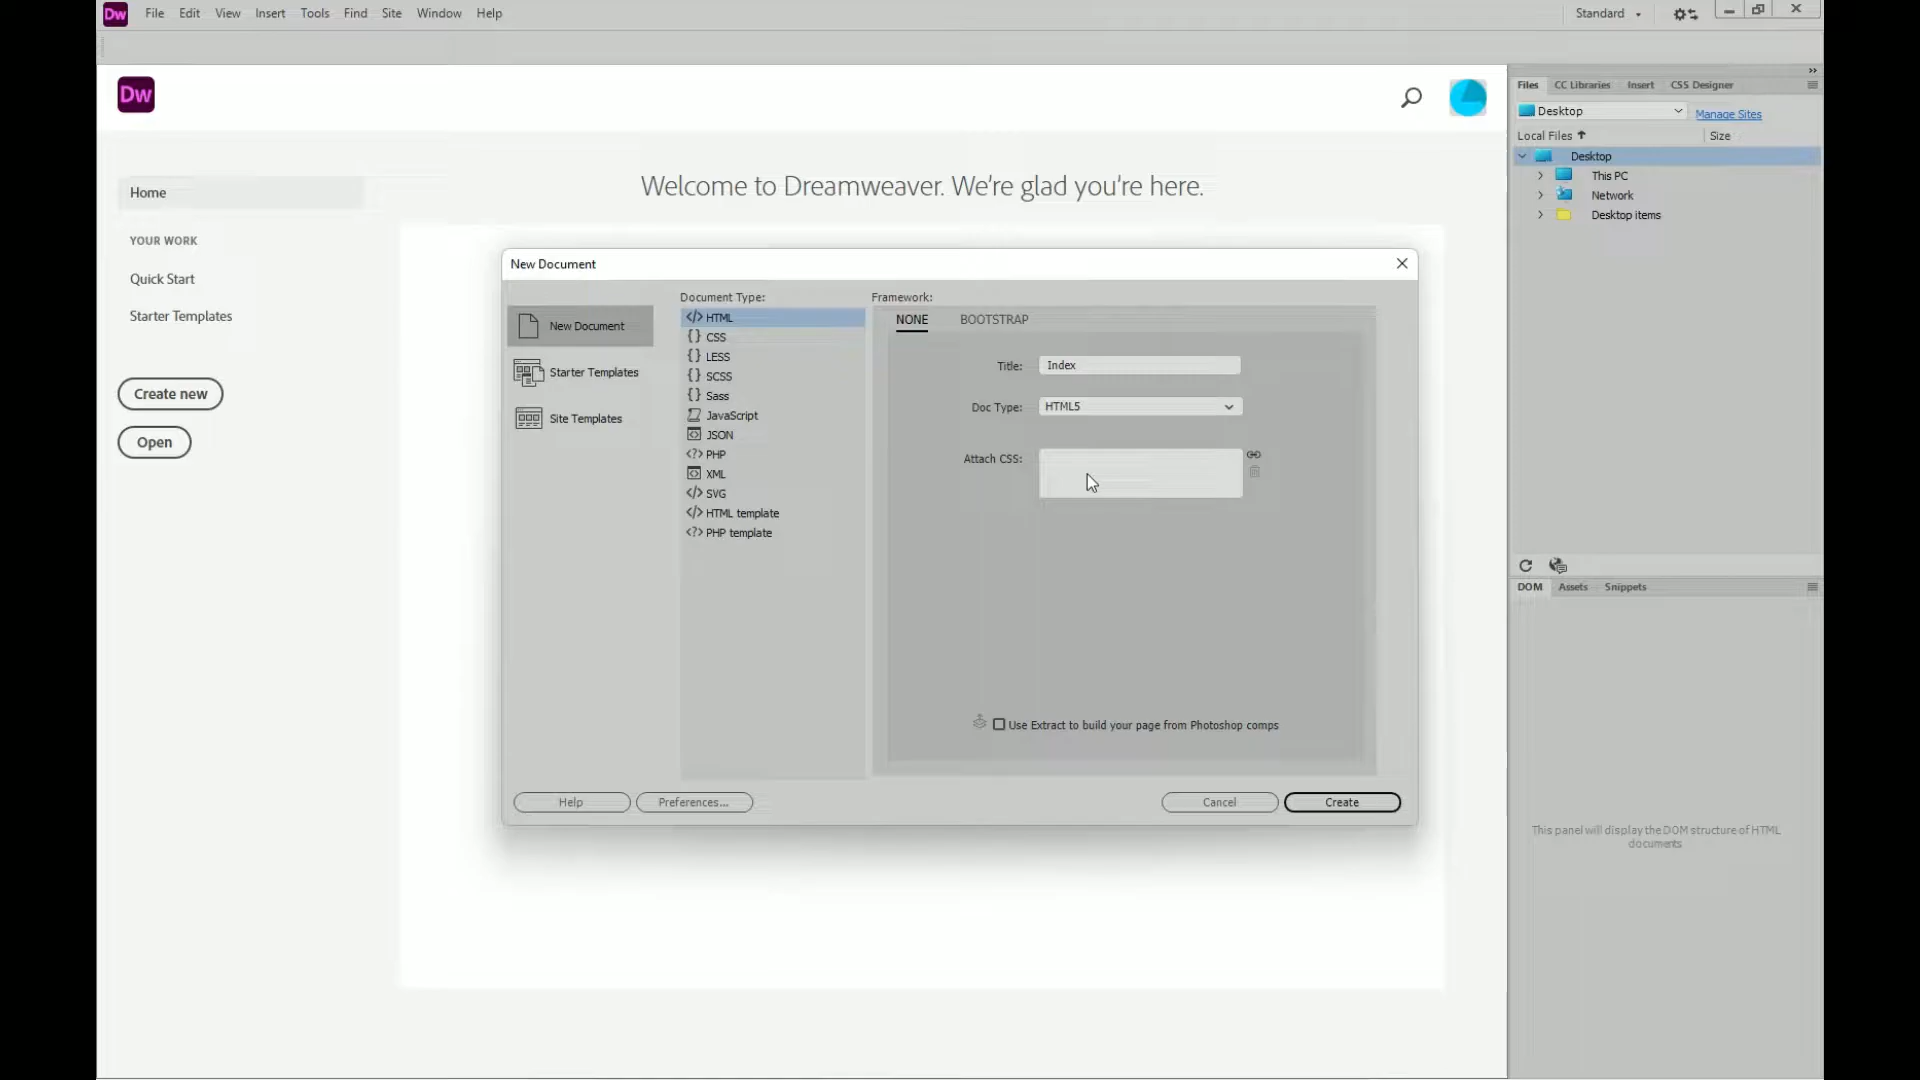 Dw File Edit View Insert Tools Find Site Window Help
Standard
Dw
Welcome to Dreamweaver. We're glad you're here.
Home
YOUR WORK
Quick Start
Starter Templates
Create new
Open
New Document
New Document
Starter Templates
Site Templates
Document Type:
</> HTML
{} CSS
{} LESS
{} SCSS
{} Sass
JavaScript
JSON
<?> PHP
XML
</> SVG
</> HTML template
<?> PHP template
Framework:
NONE BOOTSTRAP
Title: Index
Doc Type: HTML5
Attach CSS:
Use Extract to build your page from Photoshop comps
Help Preferences... Cancel Create
Files CC Libraries Insert CSS Designer
Desktop Manage Sites
Local Files Size
Desktop
This PC
Network
Desktop items
DOM Assets Snippets
This panel will display the DOM structure of HTML
documents